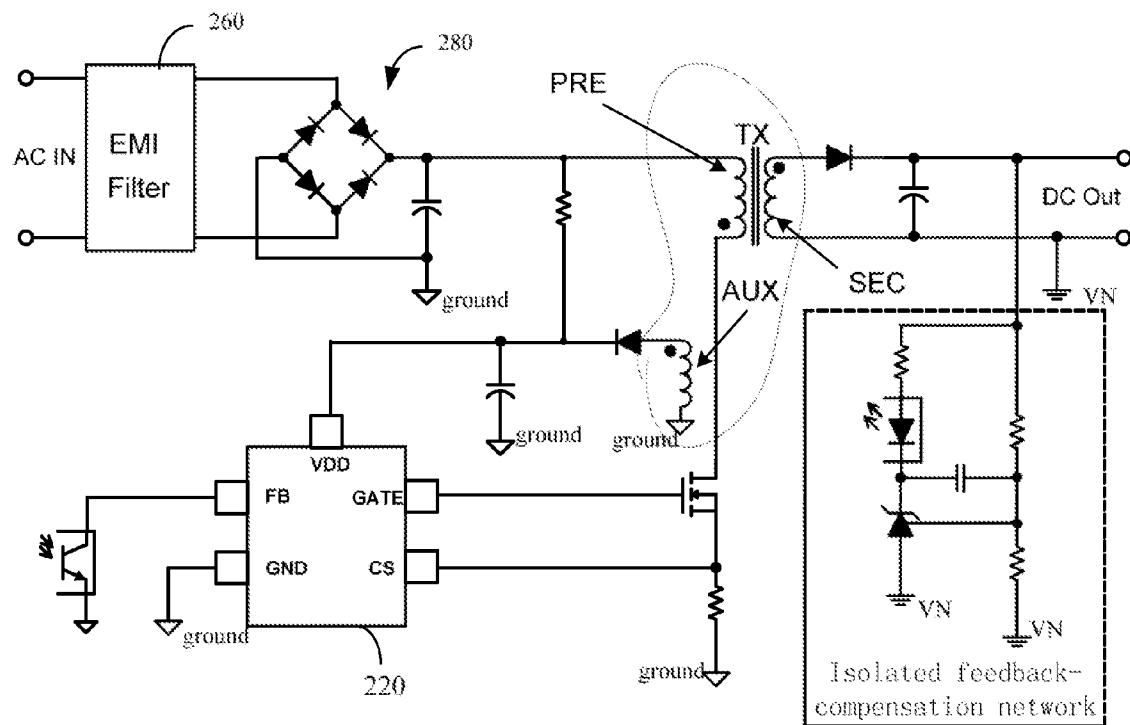 260
280
PRE
TX
AC IN
EMI
Filter
DC Out
SEC
AUX
VN
ground
ground
ground
VDD
FB
GATE
GND
CS
ground
VN
VN
ground
220
Isolated feedback-
compensation network